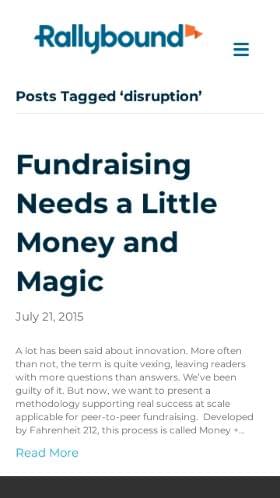 Rallybound
Posts Tagged ‘disruption’
Fundraising
Needs a Little
Money and
Magic
July 21, 2015
A lot has been said about innovation. More often
than not, the term is quite vexing, leaving readers
with more questions than answers. We’ve been
guilty of it. But now, we want to present a
methodology supporting real success at scale
applicable for peer-to-peer fundraising.  Developed
by Fahrenheit 212, this process is called Money +...
Read More